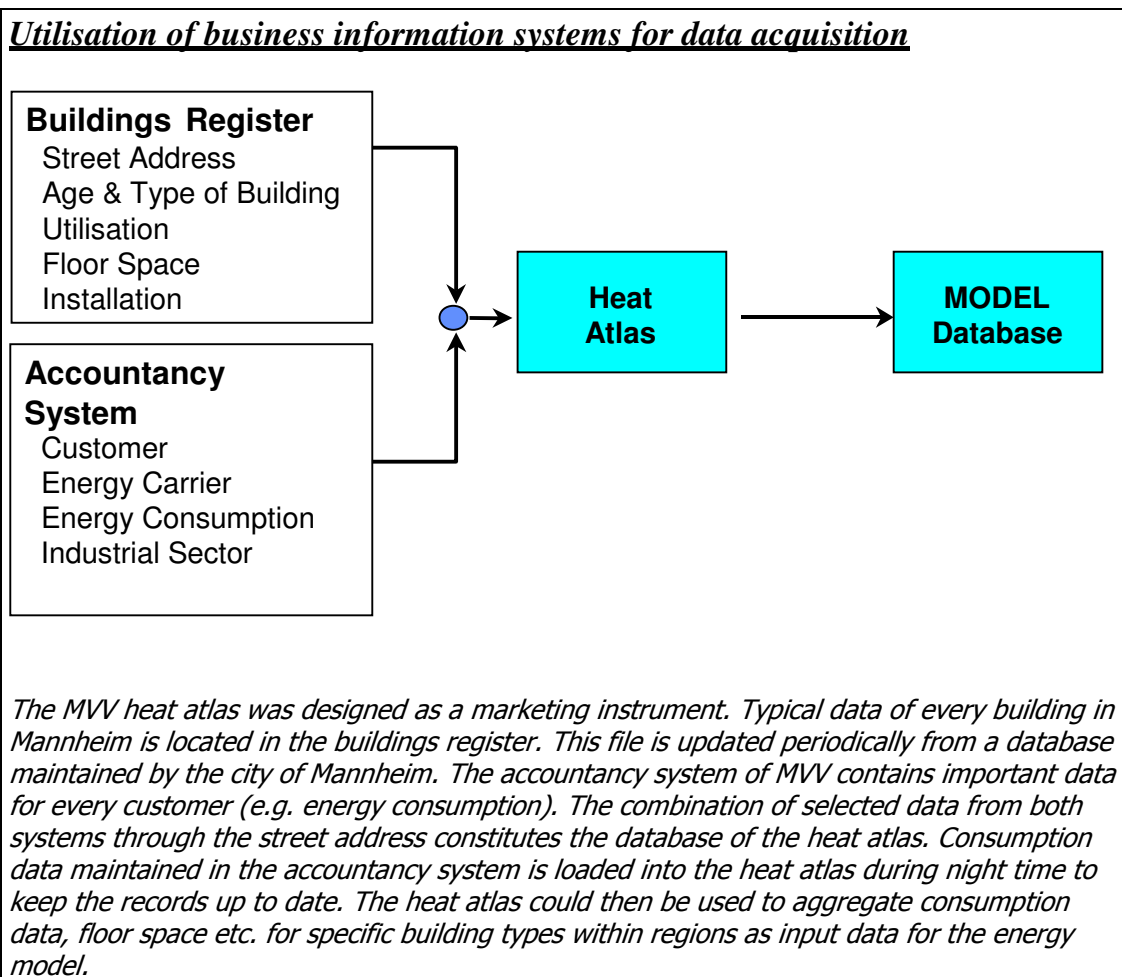 Utilisation of business information systems for data acquisition
Buildings Register
Street Address
Age & Type of Building
Utilisation
Floor Space
Installation
Accountancy
System
Customer
Energy Carrier
Energy Consumption
Industrial Sector
Heat
Atlas
MODEL
Database
The MVV heat atlas was designed as a marketing instrument. Typical data of every building in
Mannheim is located in the buildings register. This file is updated periodically from a database
maintained by the city of Mannheim. The accountancy system of MVV contains important data
for every customer (e.g. energy consumption). The combination of selected data from both
systems through the street address constitutes the database of the heat atlas. Consumption
data maintained in the accountancy system is loaded into the heat atlas during night time to
keep the records up to date. The heat atlas could then be used to aggregate consumption
data, floor space etc. for specific building types within regions as input data for the energy
model.